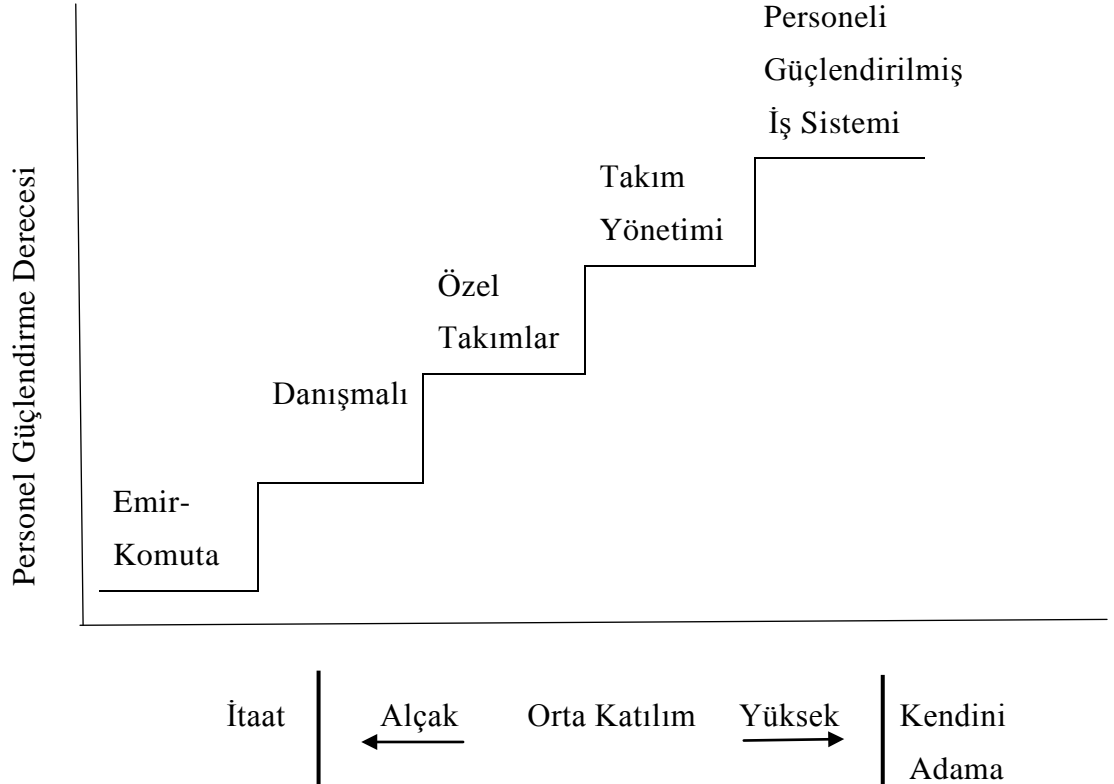 Personeli
Güçlendirilmiş
İş Sistemi
Takım
Yönetimi
Özel
Takımlar
Danışmalı
Emir-
Komuta
Personel Güçlendirme Derecesi
İtaat Alçak Orta Katılım Yüksek Kendini
Adama